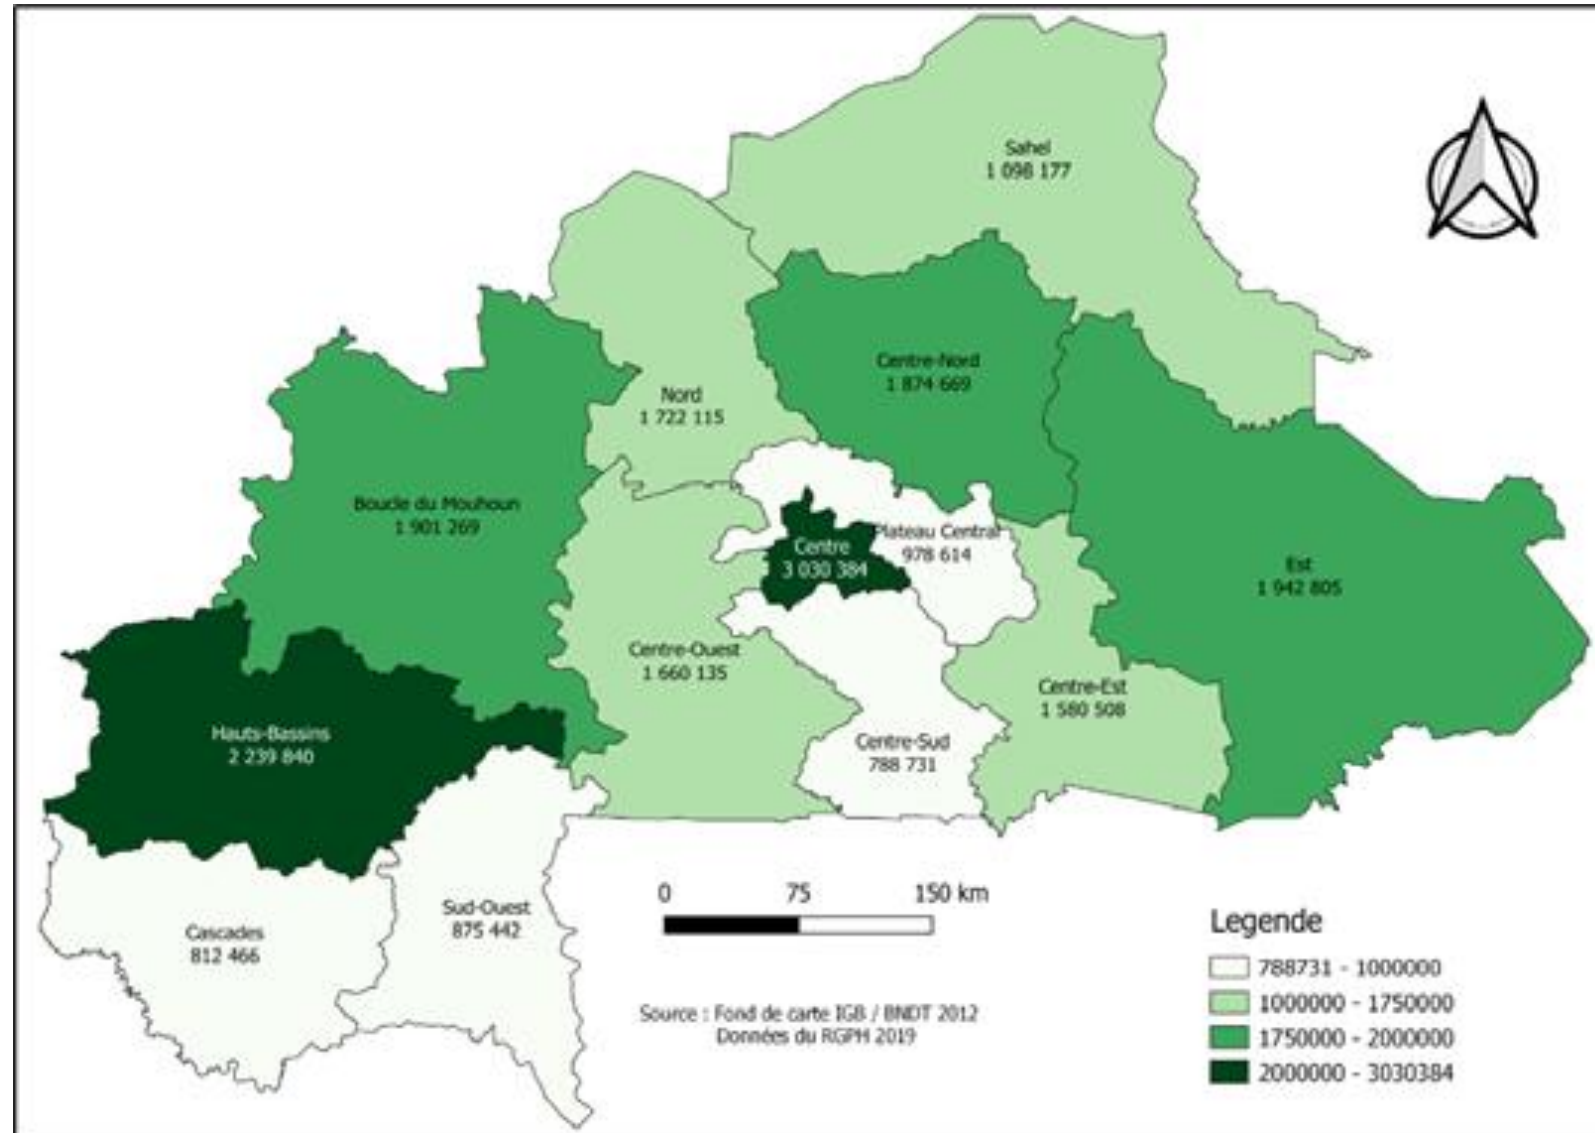 Sahel
1 098 177
Centre-Nord
1 874 669
Nord
1 722 115
Boucle du Mouhoun
1 901 269
Plateau Central
978 614
Centre
3 030 384
Est
1 942 805
Centre-Ouest
1 660 135
Centre-Est
1 580 508
Hauts-Bassins
2 239 840
Centre-Sud
788 731
Sud-Ouest
875 442
Cascades
812 466
0 75 150 km
Source : Fond de carte IGB / BNDT 2012
Données du RGPH 2019
Legende
788731 - 1000000
1000000 - 1750000
1750000 - 2000000
2000000 - 3030384